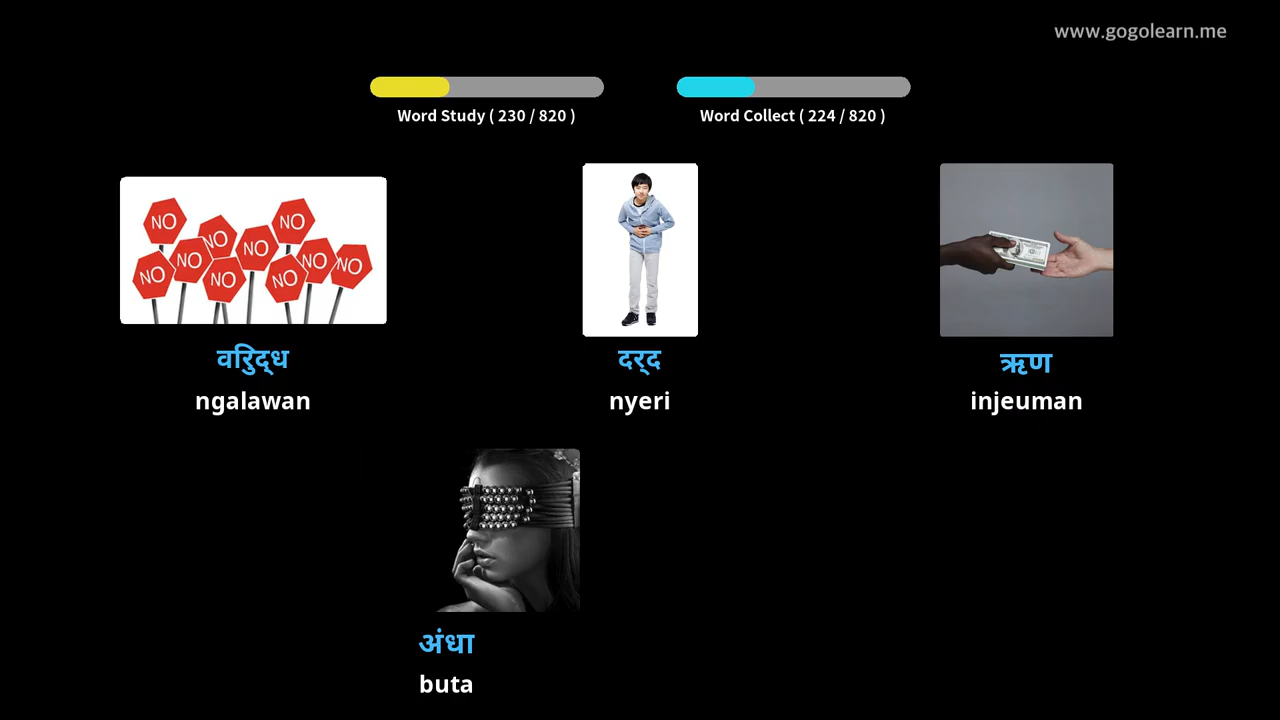 www.gogolearn.me
Word Study ( 230 / 820 )
Word Collect ( 224 / 820 )
NO
NO
NO
NO
NO
NO
NO
NO
NO
NO
विरुद्ध
दर्द
ऋण
ngalawan
nyeri
injeuman
अंधा
buta